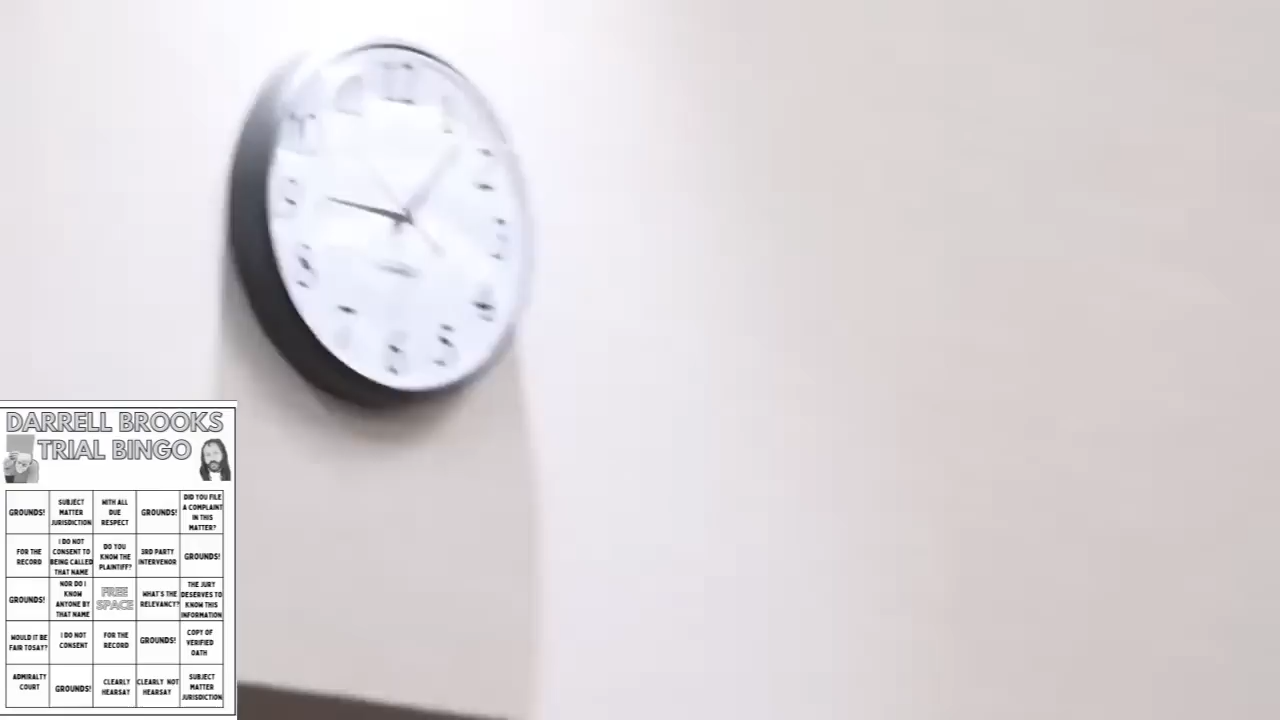 DARRELL BROOKS
TRIAL BINGO
GROUNDS!
SUBJECT
MATTER
JURISDICTION
WITH ALL
DUE
RESPECT
GROUNDS!
DID YOU FILE
A COMPLAINT
IN THIS
MATTER?
FOR THE
RECORD
I DO NOT
CONSENT TO
BEING CALLED
THAT NAME
DO YOU
KNOW THE
PLAINTIFF?
3RD PARTY
INTERVENOR
GROUNDS!
GROUNDS!
NOR DO I
KNOW
ANYONE BY
THAT NAME
FREE
SPACE
WHAT'S THE
RELEVANCY?
THE JURY
DESERVES TO
KNOW THIS
INFORMATION
WOULD IT BE
FAIR TOSAY?
I DO NOT
CONSENT
FOR THE
RECORD
GROUNDS!
COPY OF
VERIFIED
OATH
ADMIRALTY
COURT
GROUNDS!
CLEARLY
HEARSAY
CLEARLY NOT
HEARSAY
SUBJECT
MATTER
JURISDICTION